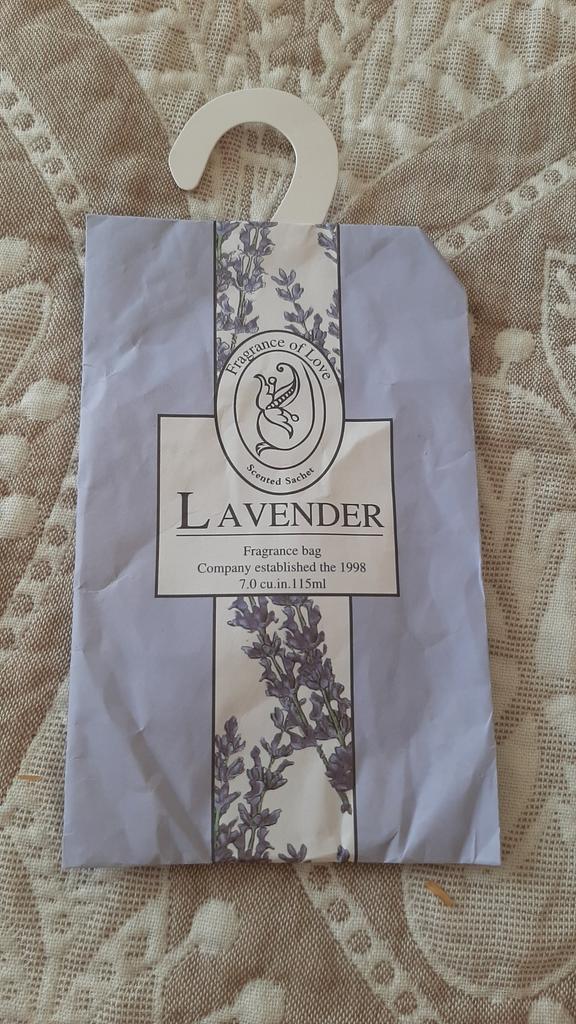 Fragrance of Love
Scented Sachet
LAVENDER
Fragrance bag
Company established the 1998
7.0 cu.in.115ml